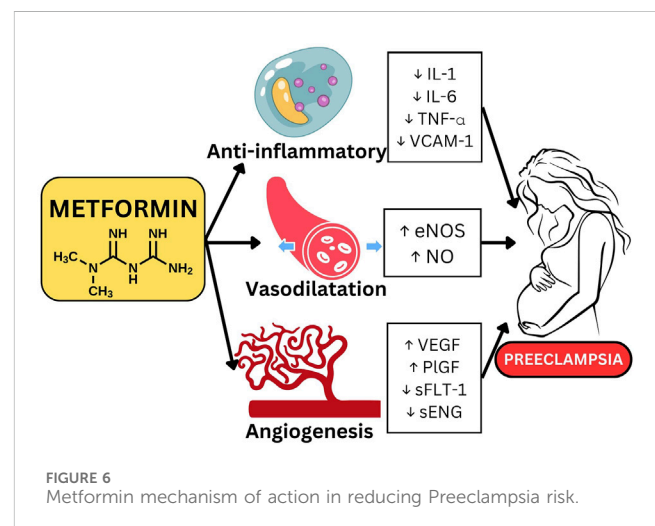 METFORMIN
NH NH
H₃C
N
N
H
NH₂
CH₃
Anti-inflammatory
↓ IL-1
↓ IL-6
↓ TNF-α
↓ VCAM-1
Vasodilatation
↑ eNOS
↑ NO
Angiogenesis
↑ VEGF
↑ PlGF
↓ sFLT-1
↓ sENG
PREECLAMPSIA
FIGURE 6
Metformin mechanism of action in reducing Preeclampsia risk.